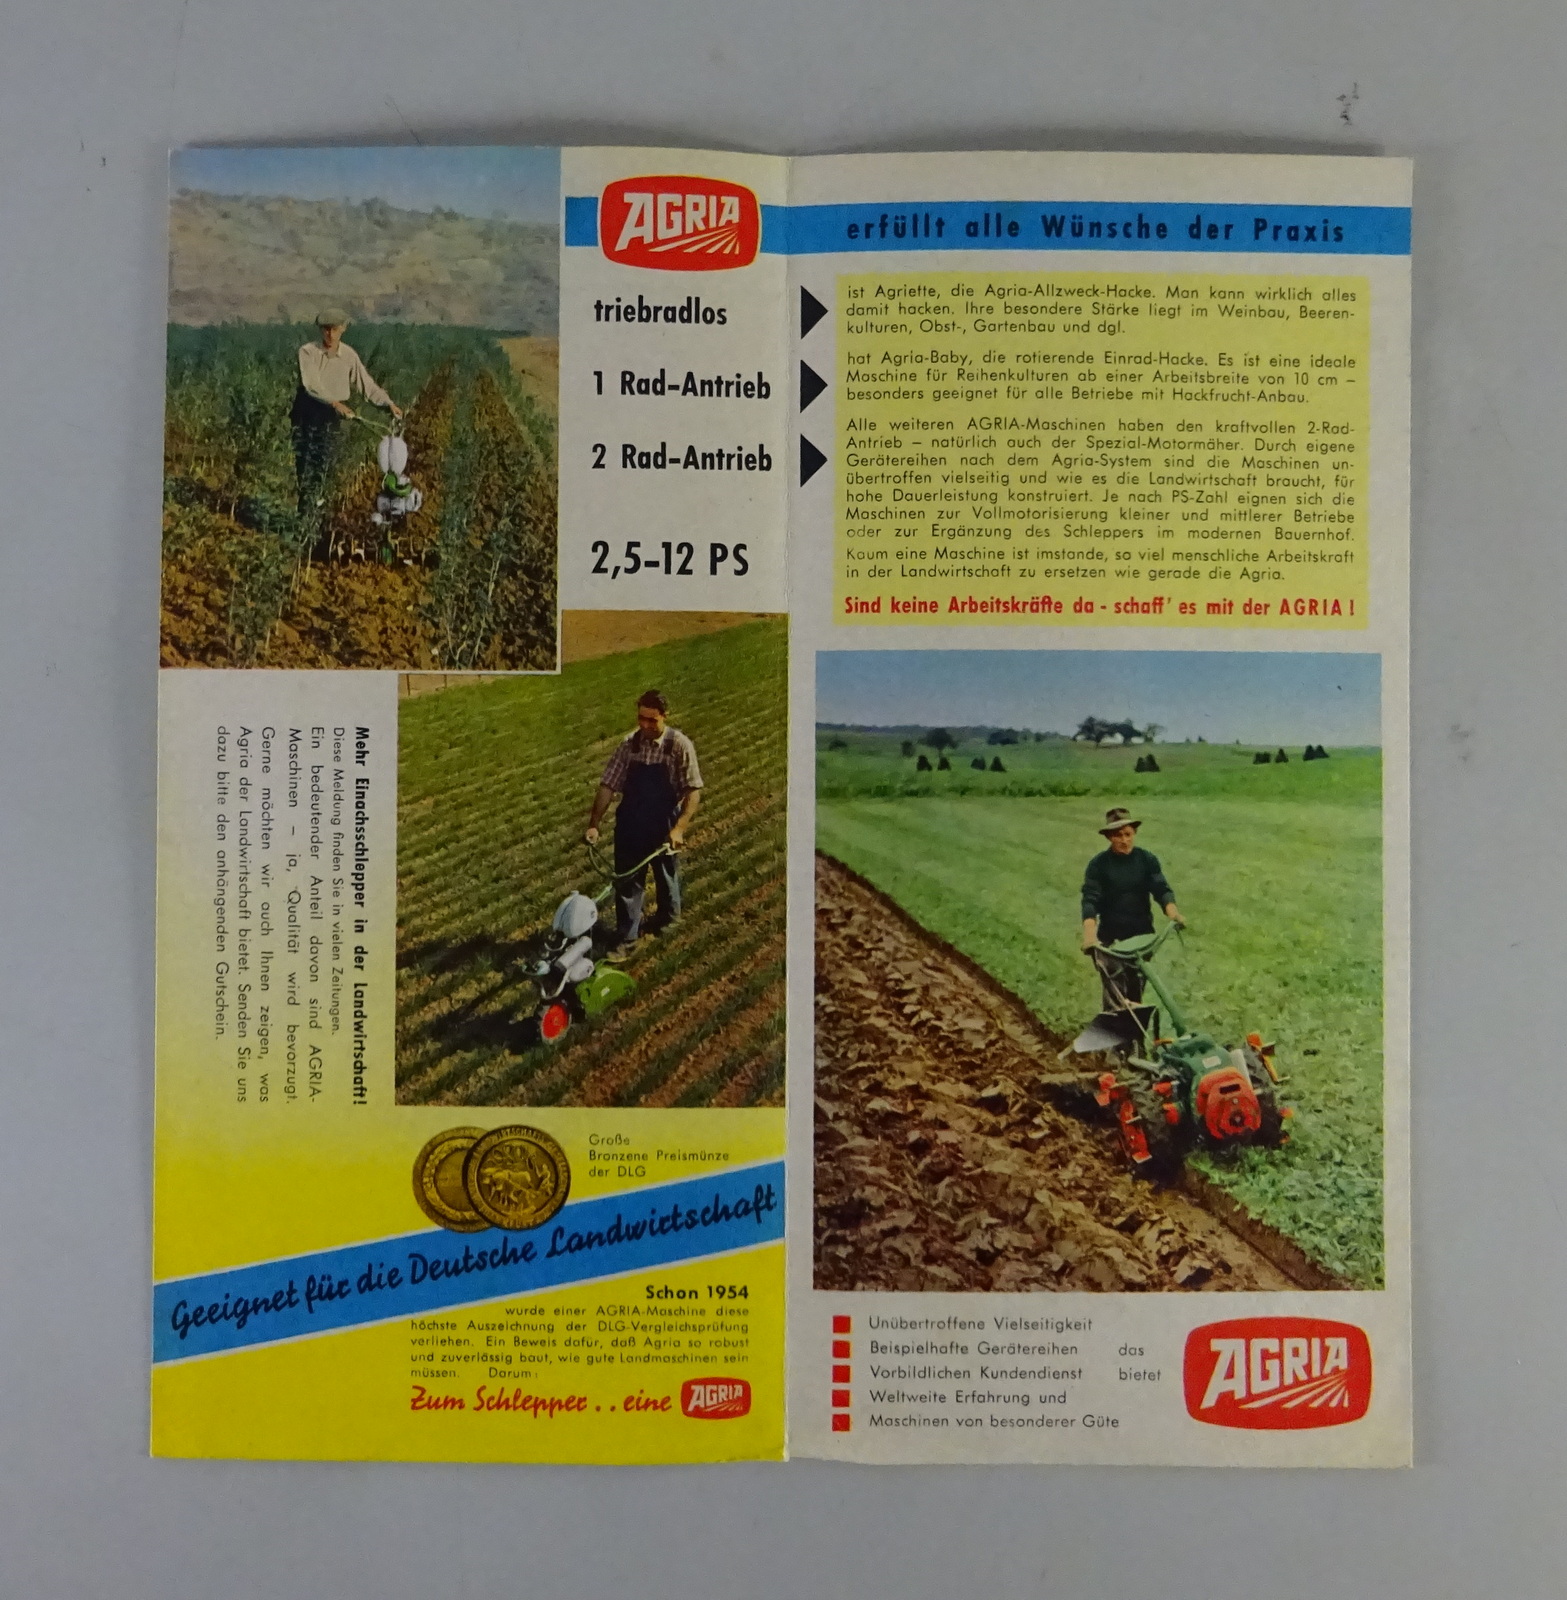 AGRIA
erfüllt alle Wünsche der Praxis
triebradlos
ist Agriette, die Agria-Allzweck-Hacke. Man kann wirklich alles
damit hacken. Ihre besondere Stärke liegt im Weinbau, Beeren-
kulturen, Obst-, Gartenbau und dgl.
1 Rad-Antrieb
hat Agria-Baby, die rotierende Einrad-Hacke. Es ist eine ideale
Maschine für Reihenkulturen ab einer Arbeitsbreite von 10 cm –
besonders geeignet für alle Betriebe mit Hackfrucht-Anbau.
2 Rad-Antrieb
Alle weiteren AGRIA-Maschinen haben den kraftvollen 2-Rad-
Antrieb – natürlich auch der Spezial-Motormäher. Durch eigene
Gerätereihen nach dem Agria-System sind die Maschinen un-
übertroffen vielseitig und wie es die Landwirtschaft braucht, für
hohe Dauerleistung konstruiert. Je nach PS-Zahl eignen sich die
Maschinen zur Vollmotorisierung kleiner und mittlerer Betriebe
oder zur Ergänzung des Schleppers im modernen Bauernhof.
Kaum eine Maschine ist imstande, so viel menschliche Arbeitskraft
in der Landwirtschaft zu ersetzen wie gerade die Agria.
2,5–12 PS
Sind keine Arbeitskräfte da - schaff' es mit der AGRIA!
Mehr Einachsschlepper in der Landwirtschaft!
Diese Meldung finden Sie in vielen Zeitungen.
Ein bedeutender Anteil davon sind AGRIA-
Maschinen – ja, Qualität wird bevorzugt.
Gerne möchten wir auch Ihnen zeigen, was
Agria der Landwirtschaft bietet. Senden Sie uns
dazu bitte den anhängenden Gutschein.
Große
Bronzene Preismünze
der DLG
Geeignet für die Deutsche Landwirtschaft
Schon 1954
wurde einer AGRIA-Maschine diese
höchste Auszeichnung der DLG-Vergleichsprüfung
verliehen. Ein Beweis dafür, daß Agria so robust
und zuverlässig baut, wie gute Landmaschinen sein
müssen. Darum:
Zum Schlepper . . eine AGRIA
Unübertroffene Vielseitigkeit
Beispielhafte Gerätereihen das
Vorbildlichen Kundendienst bietet
Weltweite Erfahrung und
Maschinen von besonderer Güte
AGRIA